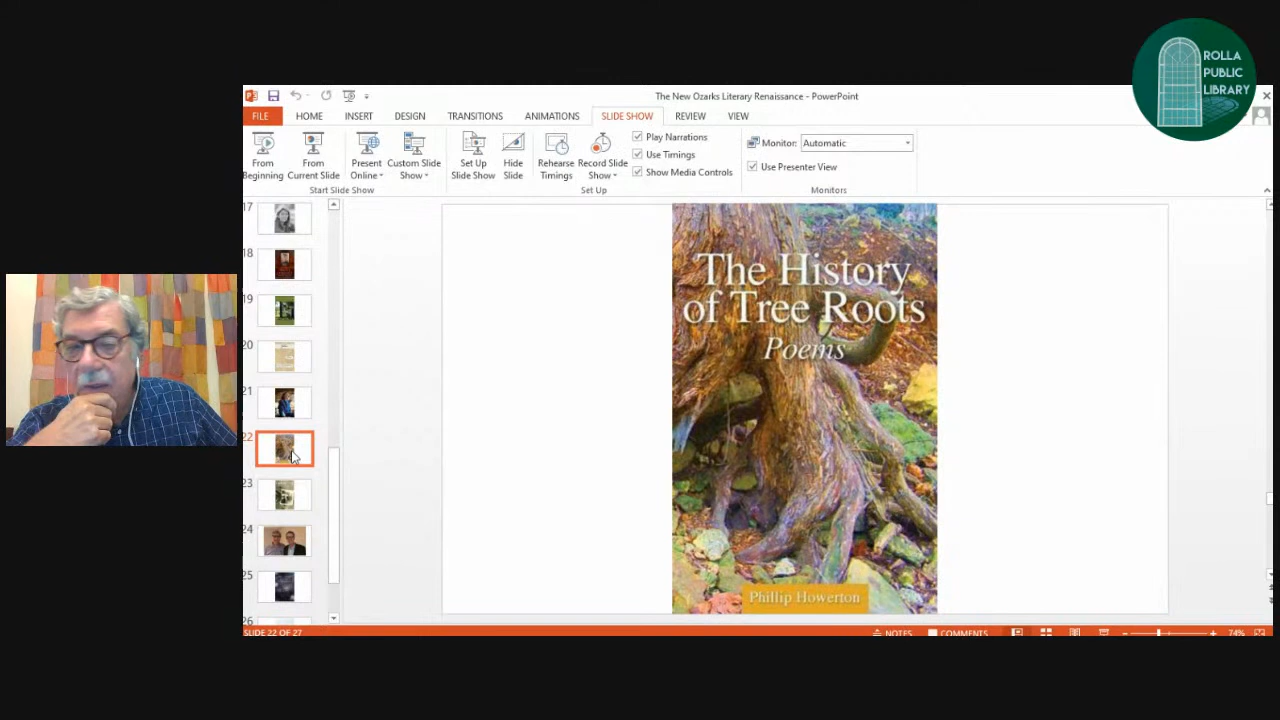 ROLLA
PUBLIC
LIBRARY
The New Ozarks Literary Renaissance - PowerPoint
FILE HOME INSERT DESIGN TRANSITIONS ANIMATIONS SLIDE SHOW REVIEW VIEW
From Beginning
From Current Slide
Present Online
Custom Slide Show
Set Up Slide Show
Hide Slide
Rehearse Timings
Record Slide Show
Play Narrations
Use Timings
Show Media Controls
Monitor: Automatic
Use Presenter View
Start Slide Show
Set Up
Monitors
17
18
19
20
21
22
23
24
25
26
The History
of Tree Roots
Poems
Phillip Howerton
SLIDE 22 OF 27
NOTES COMMENTS 74%